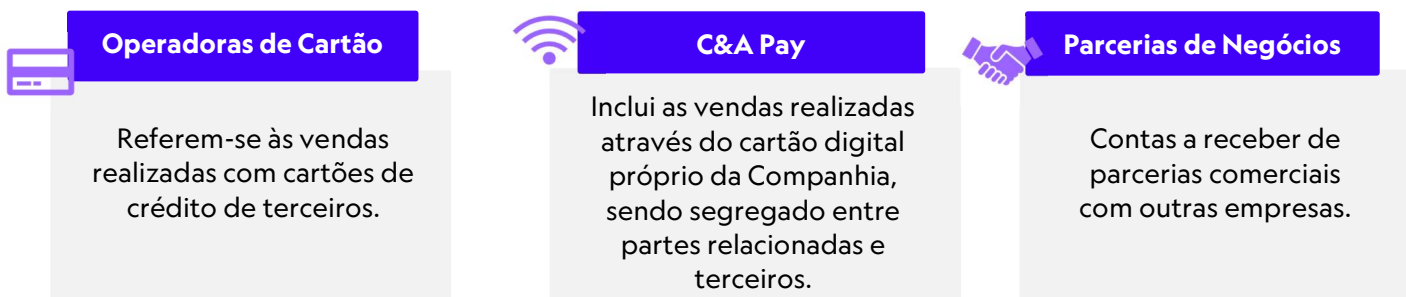 Operadoras de Cartão
Referem-se às vendas
realizadas com cartões de
crédito de terceiros.
C&A Pay
Inclui as vendas realizadas
através do cartão digital
próprio da Companhia,
sendo segregado entre
partes relacionadas e
terceiros.
Parcerias de Negócios
Contas a receber de
parcerias comerciais
com outras empresas.